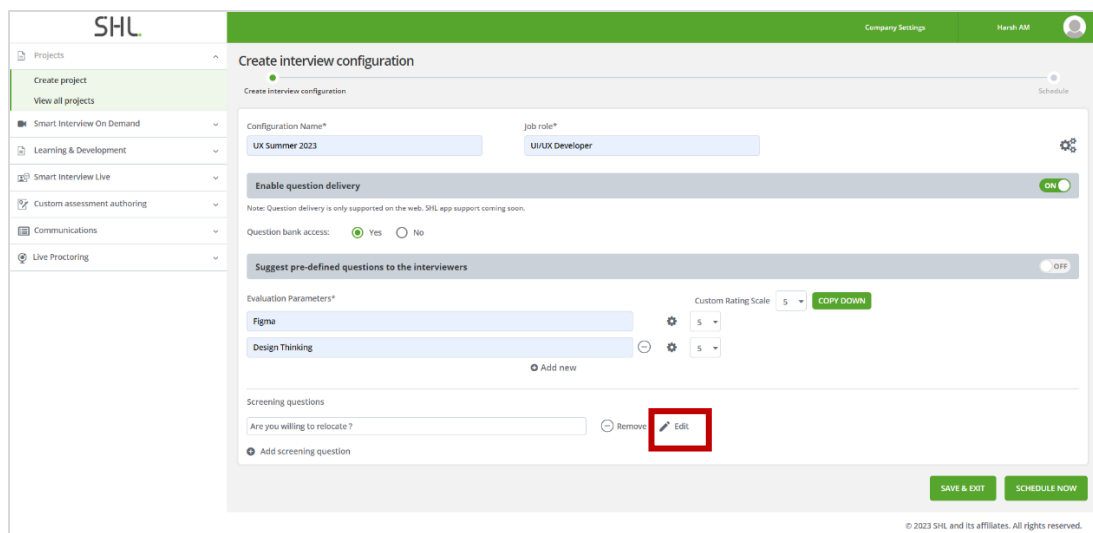 SHL.
Company Settings
Harsh AM
Projects
Create project
View all projects
Smart Interview On Demand
Learning & Development
Smart Interview Live
Custom assessment authoring
Communications
Live Proctoring
Create interview configuration
Create interview configuration
Schedule
Configuration Name* Job role*
UX Summer 2023 UI/UX Developer
Enable question delivery ON
Note: Question delivery is only supported on the web. SHL app support coming soon.
Question bank access: Yes No
Suggest pre-defined questions to the interviewers OFF
Evaluation Parameters* Custom Rating Scale 5 COPY DOWN
Figma 5
Design Thinking 5
Add new
Screening questions
Are you willing to relocate ? Remove Edit
Add screening question
SAVE & EXIT SCHEDULE NOW
© 2023 SHL and its affiliates. All rights reserved.